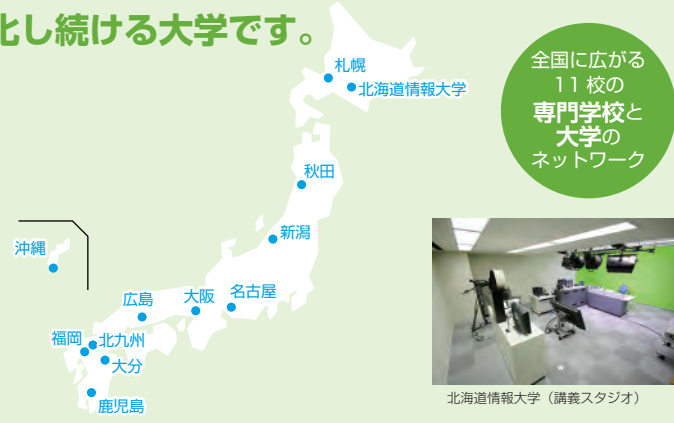 化し続ける大学です。
全国に広がる
11 校の
専門学校と
大学の
ネットワーク
札幌
北海道情報大学
秋田
新潟
沖縄
広島
大阪
名古屋
福岡
北九州
大分
鹿児島
北海道情報大学（講義スタジオ）